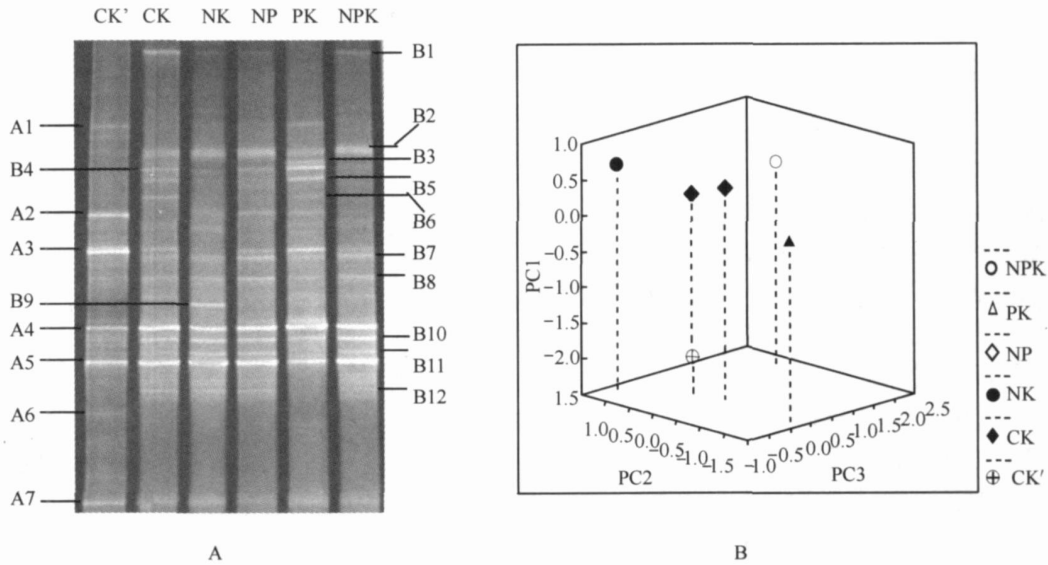 CK' CK NK NP PK NPK
B1
B2
A1
B3
B4
B5
A2
B6
A3
B7
B8
B9
A4
B10
A5
B11
B12
A6
A7
A
1.0
0.5
0.0
−0.5
−1.0
−1.5
−2.0
1.5
PC1
1.0 0.5 0.0 −0.5 −1.0 −1.5
PC2
−1.0 −0.5 0.0 0.5 1.0 1.5 2.0 2.5
PC3
NPK
PK
NP
NK
CK
CK'
B